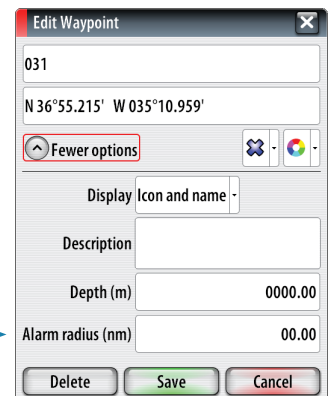 Edit Waypoint
031
N 36°55.215' W 035°10.959'
Fewer options
Display Icon and name
Description
Depth (m) 0000.00
Alarm radius (nm) 00.00
Delete Save Cancel